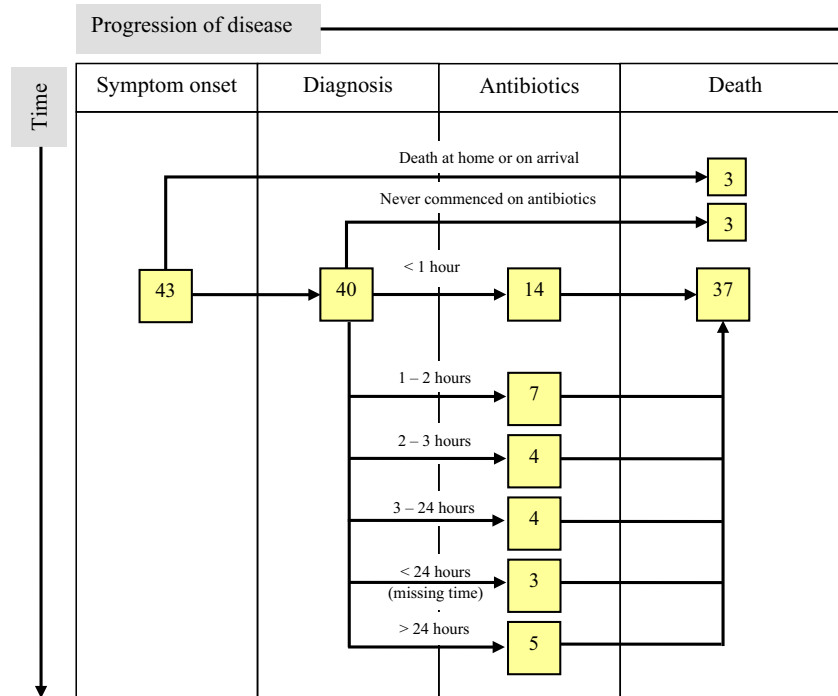 Progression of disease
Time
Symptom onset
Diagnosis
Antibiotics
Death
Death at home or on arrival
3
Never commenced on antibiotics
3
< 1 hour
43
40
14
37
1 – 2 hours
7
2 – 3 hours
4
3 – 24 hours
4
< 24 hours
(missing time)
3
> 24 hours
5